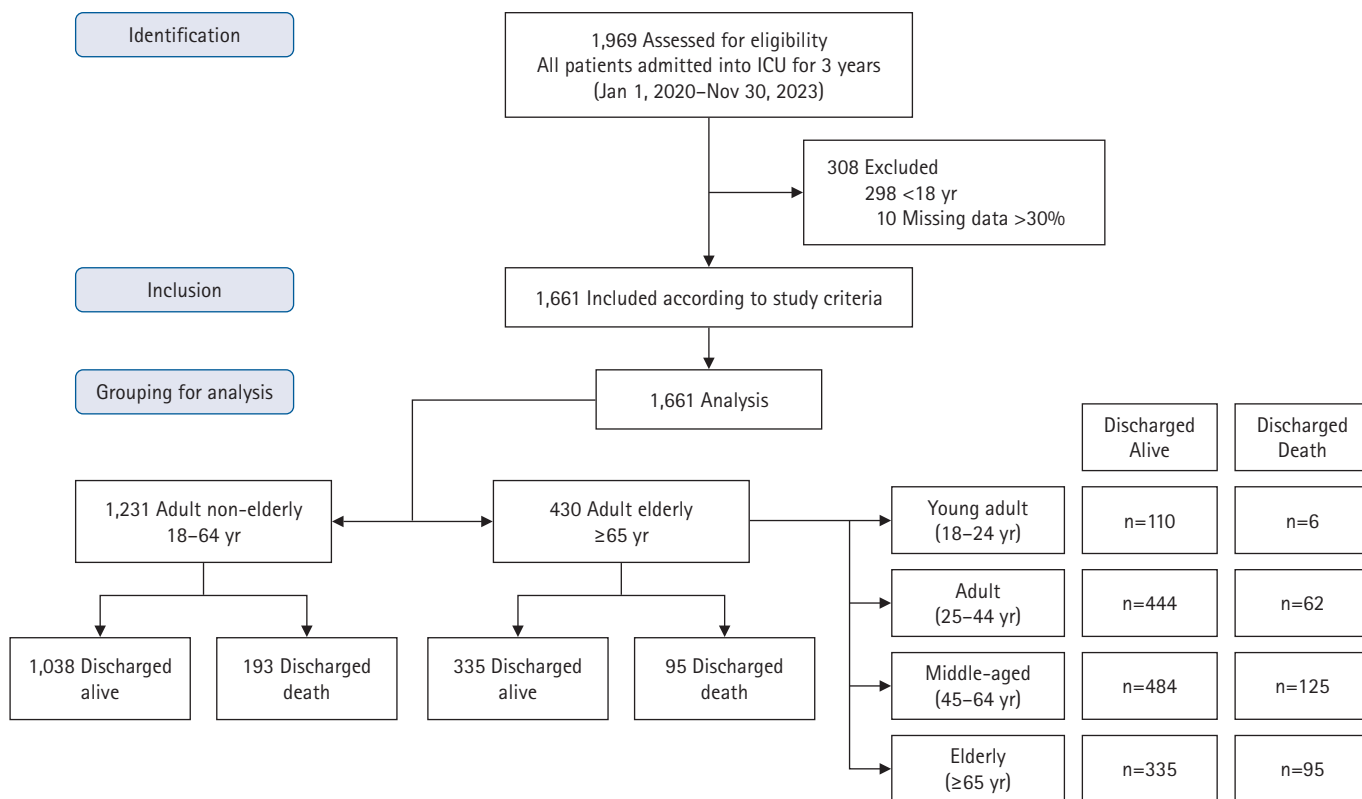 Identification
1,969 Assessed for eligibility
All patients admitted into ICU for 3 years
(Jan 1, 2020–Nov 30, 2023)
308 Excluded
298 <18 yr
10 Missing data >30%
Inclusion
1,661 Included according to study criteria
Grouping for analysis
1,661 Analysis
Discharged
Alive
Discharged
Death
1,231 Adult non-elderly
18–64 yr
430 Adult elderly
≥65 yr
Young adult
(18–24 yr)
n=110
n=6
Adult
(25–44 yr)
n=444
n=62
1,038 Discharged
alive
193 Discharged
death
335 Discharged
alive
95 Discharged
death
Middle-aged
(45–64 yr)
n=484
n=125
Elderly
(≥65 yr)
n=335
n=95